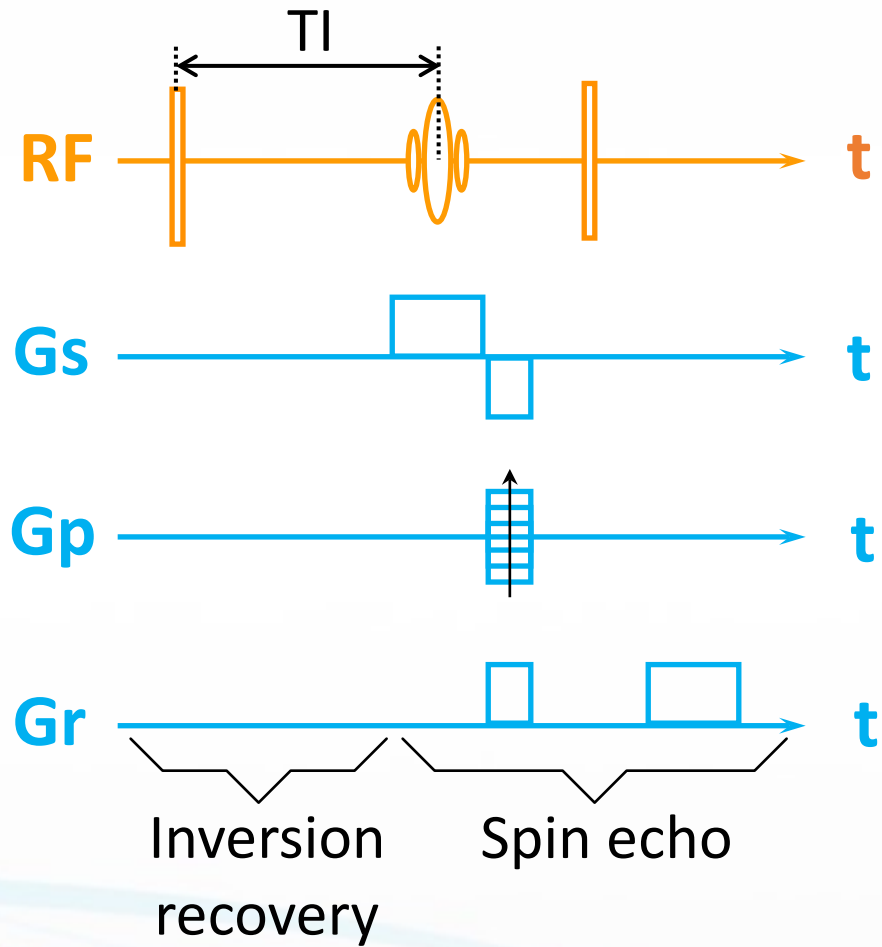 TI
RF t
Gs t
Gp t
Gr t
Inversion Spin echo
recovery